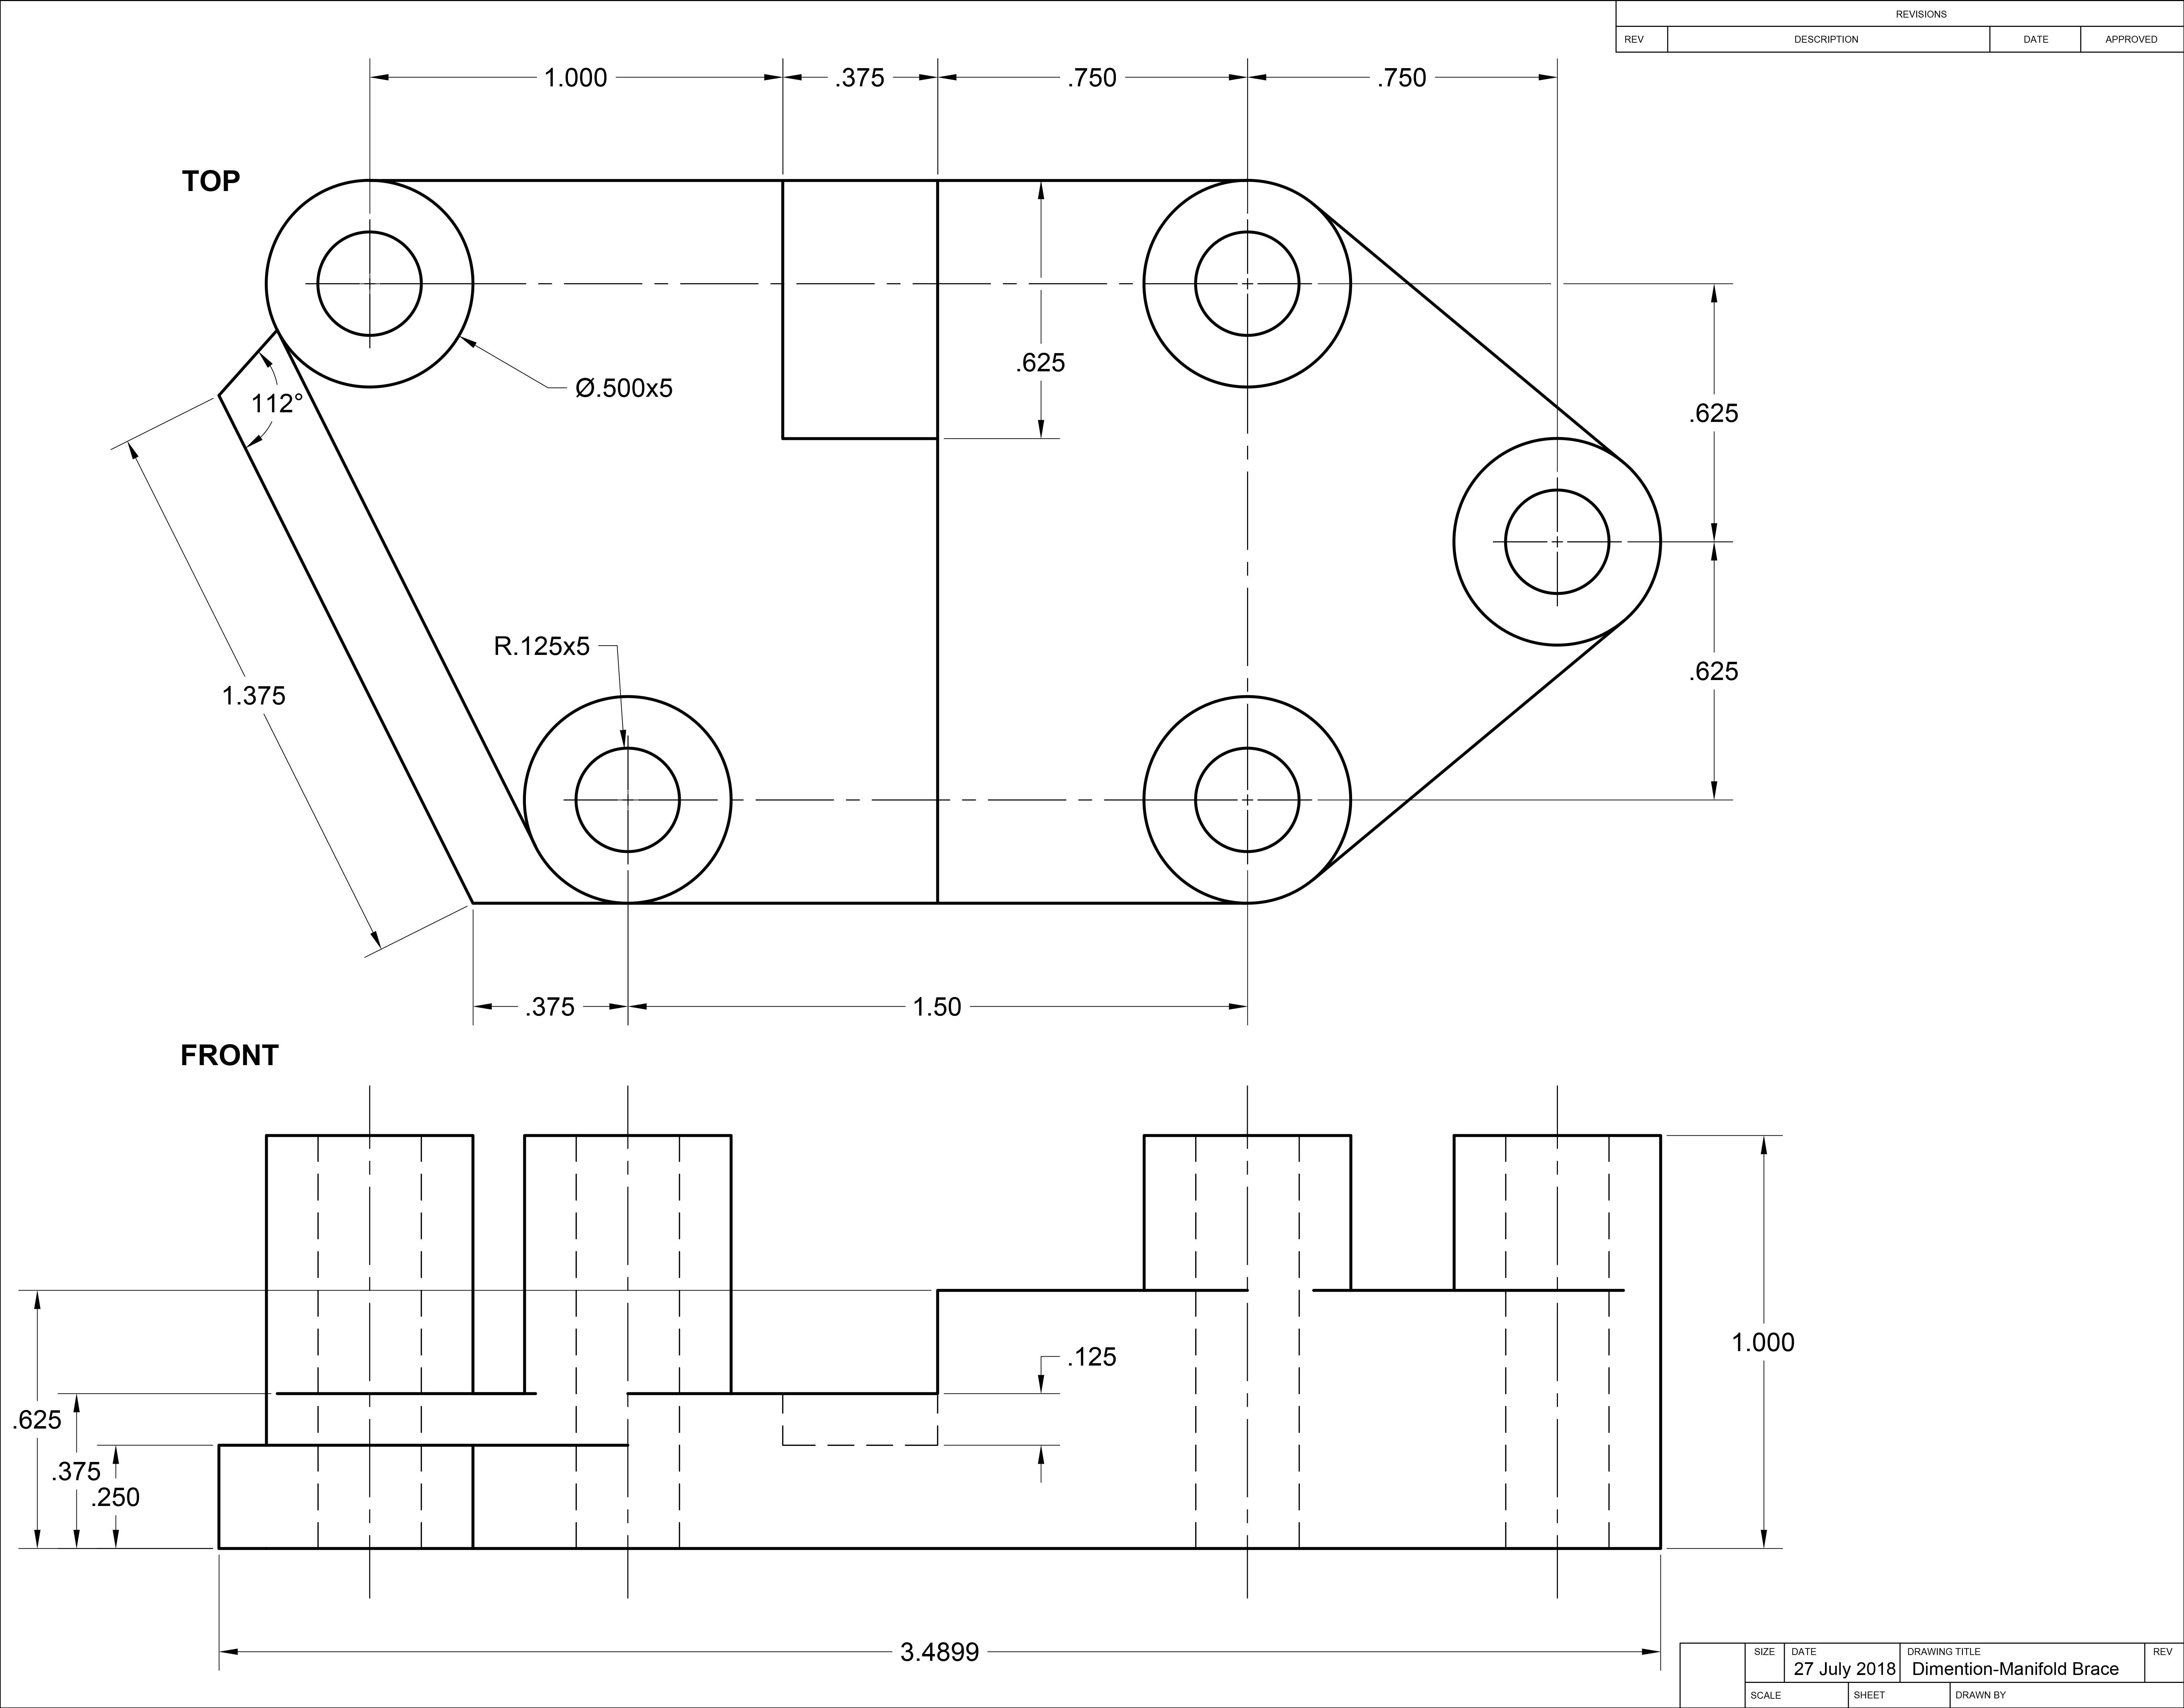 REVISIONS
REV DESCRIPTION DATE APPROVED
1.000 .375 .750 .750
TOP
.625
Ø.500x5
112°
.625
R.125x5
.625
1.375
.375 1.50
FRONT
1.000
.125
.625
.375
.250
3.4899
SIZE DATE DRAWING TITLE REV
27 July 2018 Dimention-Manifold Brace
SCALE SHEET DRAWN BY